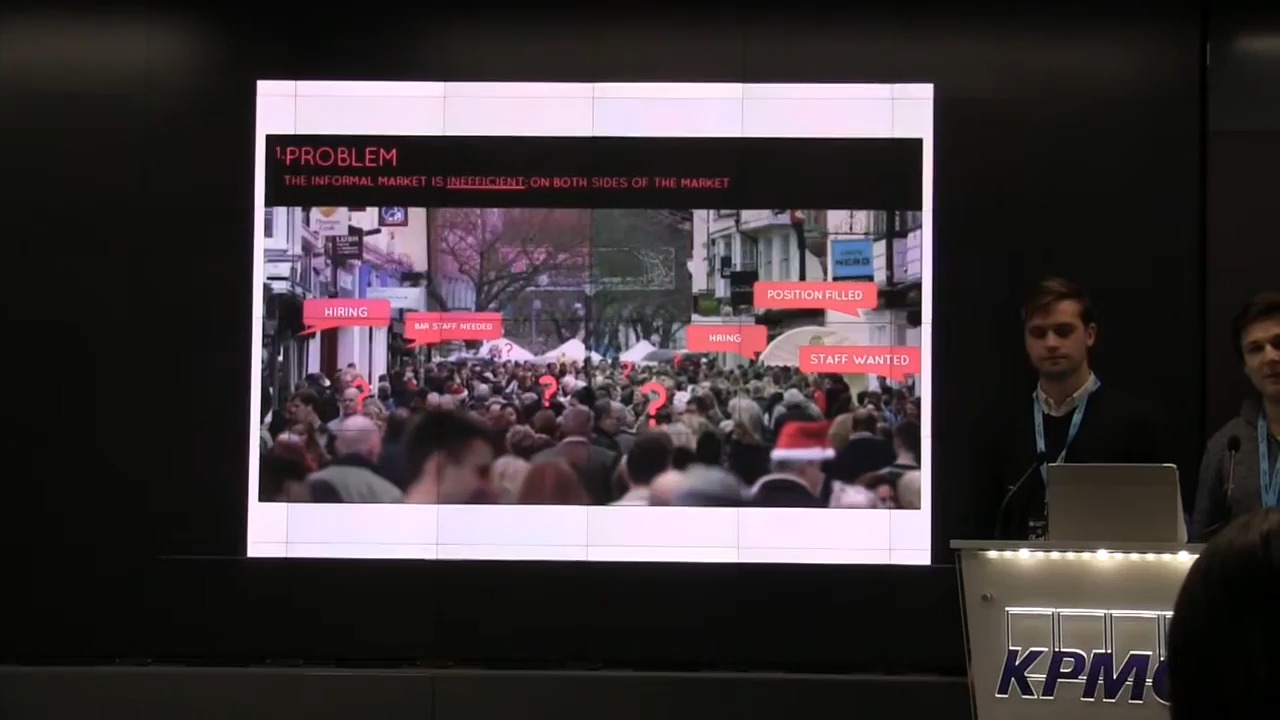 1. PROBLEM
THE INFORMAL MARKET IS INEFFICIENT: ON BOTH SIDES OF THE MARKET
LUSH
NERO
POSITION FILLED
HIRING
BAR STAFF NEEDED
HRING
STAFF WANTED
?
?
?
?
?
?
KPMG